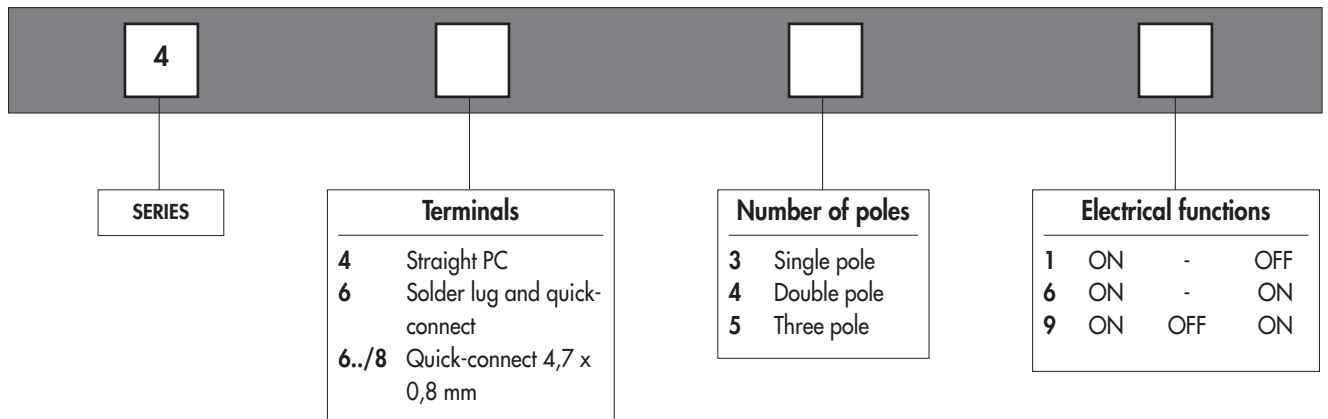 4
SERIES
Terminals
4 Straight PC
6 Solder lug and quick-
connect
6../8 Quick-connect 4,7 x
0,8 mm
Number of poles
3 Single pole
4 Double pole
5 Three pole
Electrical functions
1 ON - OFF
6 ON - ON
9 ON OFF ON